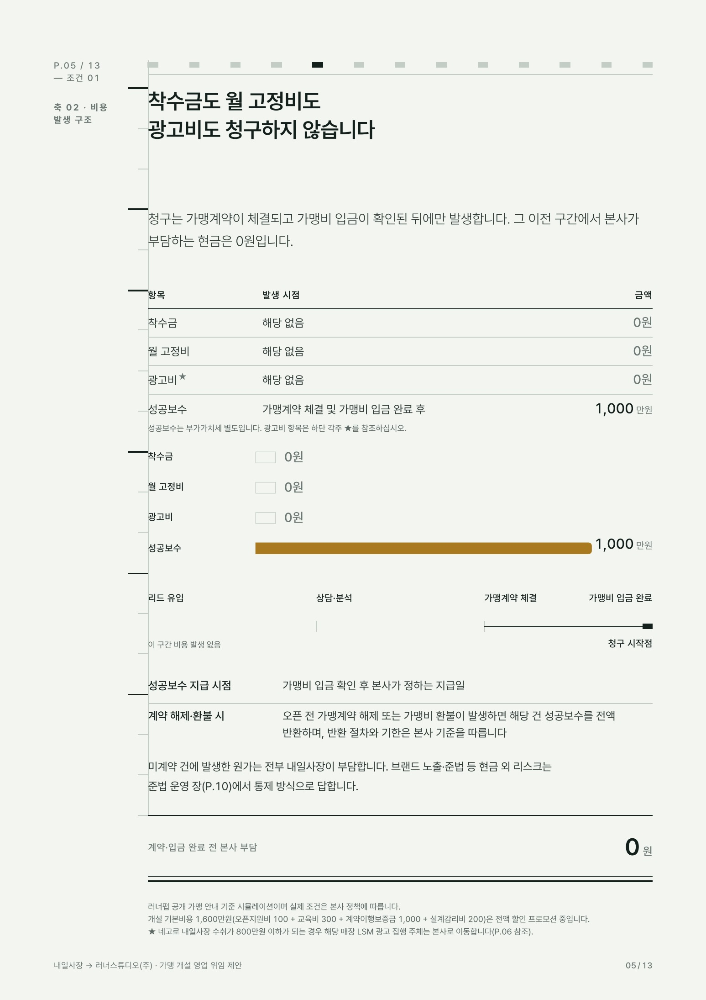 P.05 / 13
— 조건 01
축 02 · 비용
발생 구조
착수금도 월 고정비도
광고비도 청구하지 않습니다
청구는 가맹계약이 체결되고 가맹비 입금이 확인된 뒤에만 발생합니다. 그 이전 구간에서 본사가
부담하는 현금은 0원입니다.
항목 발생 시점 금액
착수금 해당 없음 0원
월 고정비 해당 없음 0원
광고비★ 해당 없음 0원
성공보수 가맹계약 체결 및 가맹비 입금 완료 후 1,000 만원
성공보수는 부가가치세 별도입니다. 광고비 항목은 하단 각주 ★를 참조하십시오.
착수금 0원
월 고정비 0원
광고비 0원
성공보수 1,000 만원
리드 유입 상담·분석 가맹계약 체결 가맹비 입금 완료
이 구간 비용 발생 없음 청구 시작점
성공보수 지급 시점 가맹비 입금 확인 후 본사가 정하는 지급일
계약 해제·환불 시 오픈 전 가맹계약 해제 또는 가맹비 환불이 발생하면 해당 건 성공보수를 전액
반환하며, 반환 절차와 기한은 본사 기준을 따릅니다
미계약 건에 발생한 원가는 전부 내일사장이 부담합니다. 브랜드 노출·준법 등 현금 외 리스크는
준법 운영 장(P.10)에서 통제 방식으로 답합니다.
계약·입금 완료 전 본사 부담 0 원
러너펍 공개 가맹 안내 기준 시뮬레이션이며 실제 조건은 본사 정책에 따릅니다.
개설 기본비용 1,600만원(오픈지원비 100 + 교육비 300 + 계약이행보증금 1,000 + 설계감리비 200)은 전액 할인 프로모션 중입니다.
★ 네고로 내일사장 수취가 800만원 이하가 되는 경우 해당 매장 LSM 광고 집행 주체는 본사로 이동합니다(P.06 참조).
내일사장 → 러너스튜디오(주) · 가맹 개설 영업 위임 제안 05/13